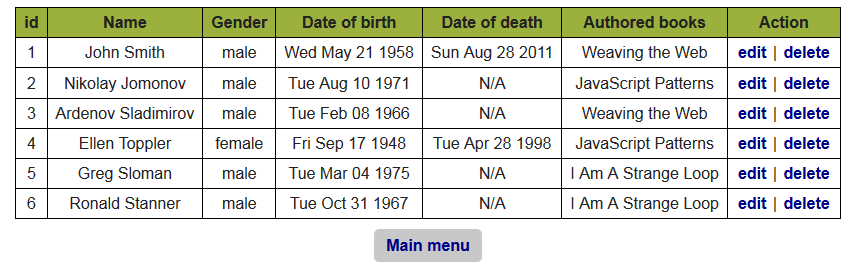 id Name Gender Date of birth Date of death Authored books Action
1 John Smith male Wed May 21 1958 Sun Aug 28 2011 Weaving the Web edit | delete
2 Nikolay Jomonov male Tue Aug 10 1971 N/A JavaScript Patterns edit | delete
3 Ardenov Sladimirov male Tue Feb 08 1966 N/A Weaving the Web edit | delete
4 Ellen Toppler female Fri Sep 17 1948 Tue Apr 28 1998 JavaScript Patterns edit | delete
5 Greg Sloman male Tue Mar 04 1975 N/A I Am A Strange Loop edit | delete
6 Ronald Stanner male Tue Oct 31 1967 N/A I Am A Strange Loop edit | delete
Main menu